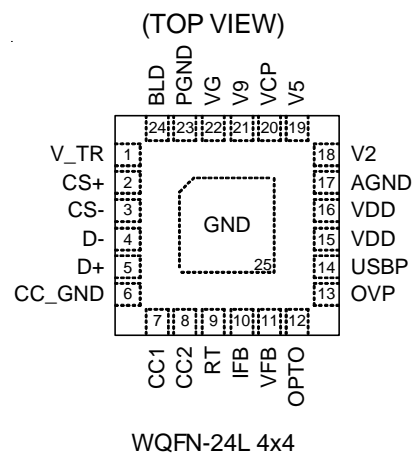 (TOP VIEW)
BLD PGND VG V9 VCP V5
24 23 22 21 20 19
V_TR 1 18 V2
CS+ 2 17 AGND
CS- 3 16 VDD
D- 4 GND 15 VDD
D+ 5 25 14 USBP
CC_GND 6 13 OVP
7 8 9 10 11 12
CC1 CC2 RT IFB VFB OPTO
WQFN-24L 4x4